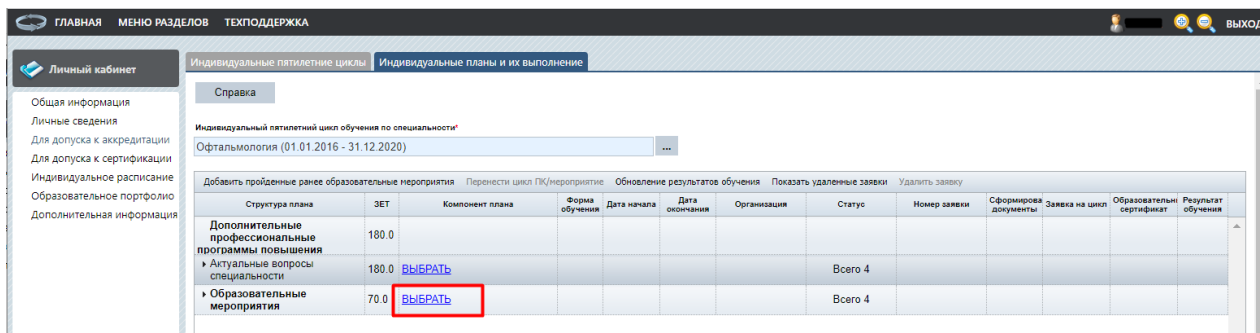 ГЛАВНАЯ МЕНЮ РАЗДЕЛОВ ТЕХПОДДЕРЖКА ВЫХОД
Личный кабинет
Общая информация
Личные сведения
Для допуска к аккредитации
Для допуска к сертификации
Индивидуальное расписание
Образовательное портфолио
Дополнительная информация
Индивидуальные пятилетние циклы Индивидуальные планы и их выполнение
Справка
Индивидуальный пятилетний цикл обучения по специальности*
Офтальмология (01.01.2016 - 31.12.2020) ...
Добавить пройденные ранее образовательные мероприятия Перенести цикл ПК/мероприятие Обновление результатов обучения Показать удаленные заявки Удалить заявку
Структура плана ЗЕТ Компонент плана Форма обучения Дата начала Дата окончания Организация Статус Номер заявки Сформирова документы Заявка на цикл Образовательн сертификат Результат обучения
Дополнительные
профессиональные 180.0
программы повышения
Актуальные вопросы
специальности 180.0 ВЫБРАТЬ Всего 4
Образовательные
мероприятия 70.0 ВЫБРАТЬ Всего 4